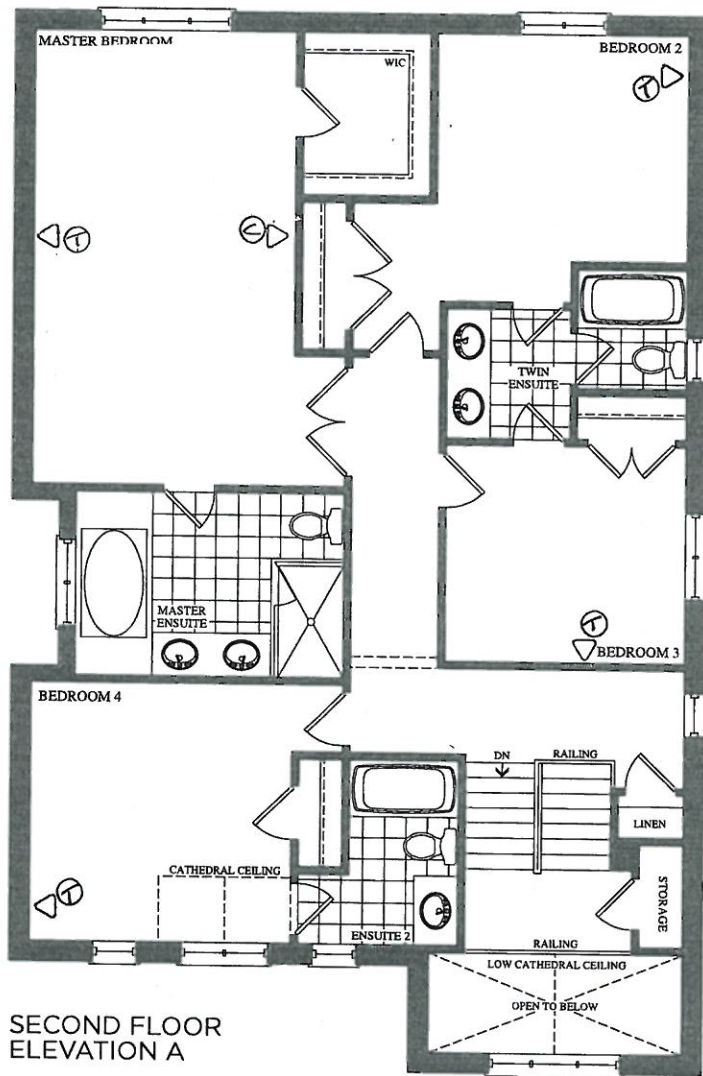 MASTER BEDROOM
WIC
BEDROOM 2
T
T
C
TWIN
ENSUITE
T
BEDROOM 3
MASTER
ENSUITE
BEDROOM 4
DN
RAILING
LINEN
CATHEDRAL CEILING
T
STORAGE
ENSUITE 2
RAILING
LOW CATHEDRAL CEILING
OPEN TO BELOW
SECOND FLOOR
ELEVATION A